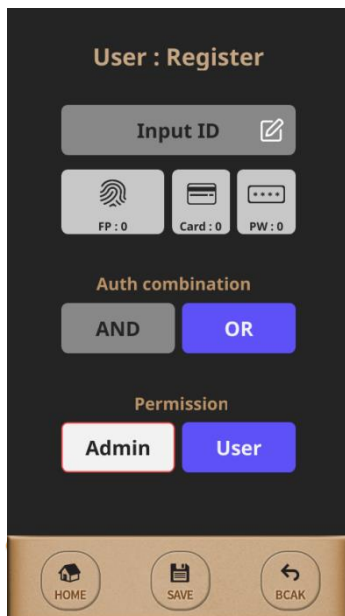 User : Register
Input ID
FP : 0 Card : 0 PW : 0
Auth combination
AND OR
Permission
Admin User
HOME SAVE BCAK